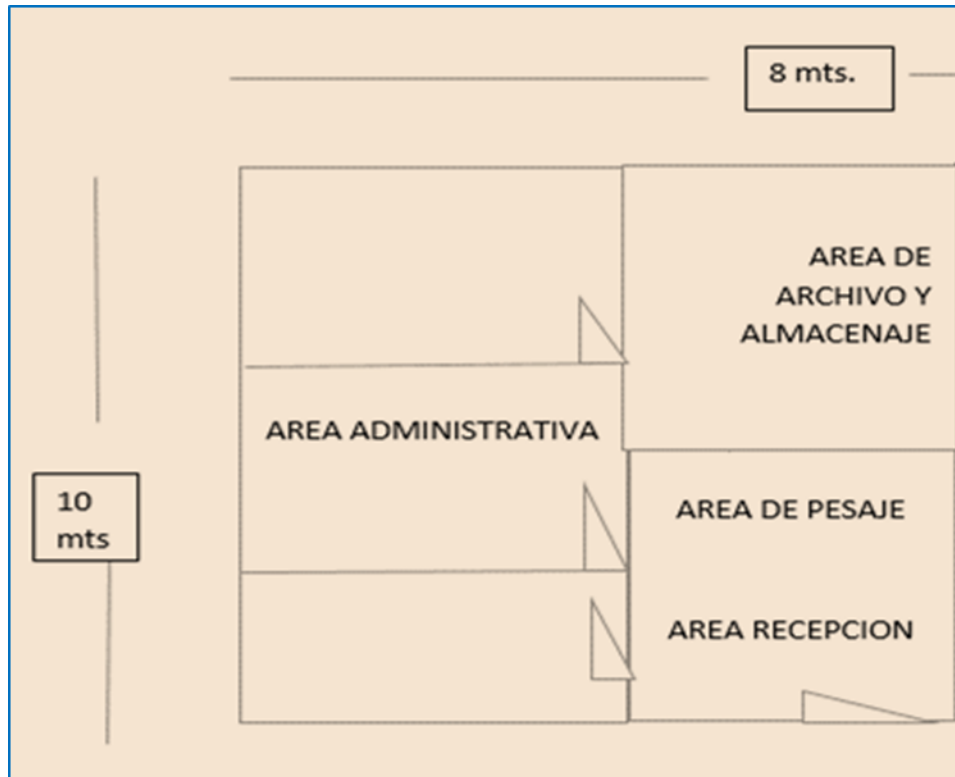 8 mts.
AREA DE
ARCHIVO Y
ALMACENAJE
AREA ADMINISTRATIVA
10
mts
AREA DE PESAJE
AREA RECEPCION